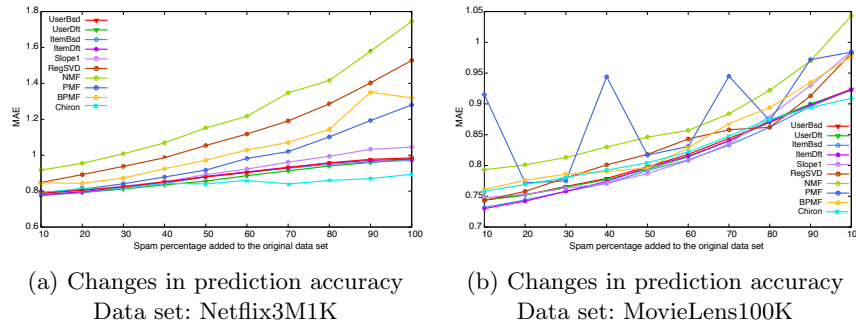 1.8
1.6
1.4
1.2
1
0.8
0.6
MAE
10 20 30 40 50 60 70 80 90 100
Spam percentage added to the original data set
UserBsd
UserDft
ItemBsd
ItemDft
Slope1
RegSVD
NMF
PMF
BPMF
Chiron
(a) Changes in prediction accuracy
Data set: Netflix3M1K
1.05
1
0.95
0.9
0.85
0.8
0.75
0.7
MAE
10 20 30 40 50 60 70 80 90 100
Spam percentage added to the original data set
UserBsd
UserDft
ItemBsd
ItemDft
Slope1
RegSVD
NMF
PMF
BPMF
Chiron
(b) Changes in prediction accuracy
Data set: MovieLens100K